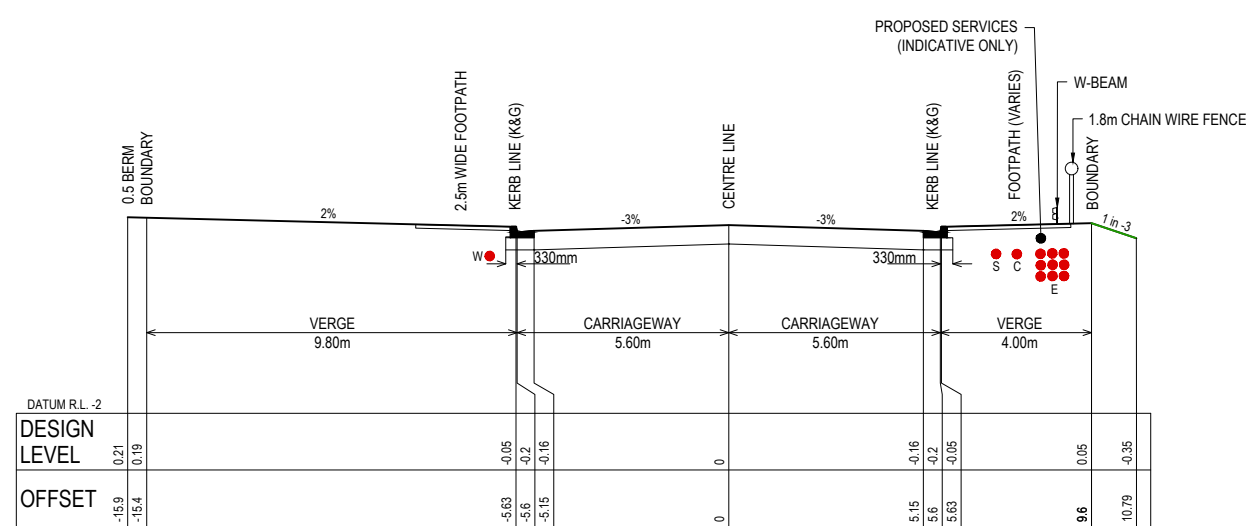 PROPOSED SERVICES
(INDICATIVE ONLY)
W-BEAM
1.8m CHAIN WIRE FENCE
0.5 BERM
BOUNDARY
2.5m WIDE FOOTPATH
KERB LINE (K&G)
CENTRE LINE
KERB LINE (K&G)
FOOTPATH (VARIES)
BOUNDARY
2%
-3%
-3%
2%
1 in -3
W
330mm
330mm
S
C
E
VERGE
9.80m
CARRIAGEWAY
5.60m
CARRIAGEWAY
5.60m
VERGE
4.00m
DATUM R.L. -2
DESIGN
LEVEL
0.21
0.19
-0.05
-0.2
-0.16
0
-0.16
-0.2
-0.05
0.05
-0.35
OFFSET
-15.9
-15.4
-5.63
-5.6
-5.15
0
5.15
5.6
5.63
9.6
10.79